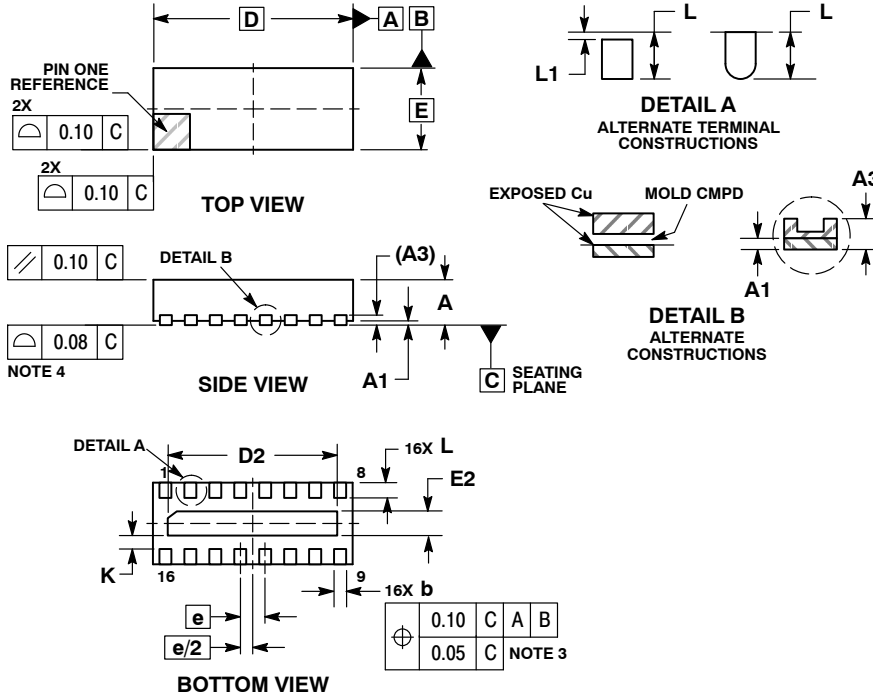 D
A
B
PIN ONE
REFERENCE
2X
0.10 C
E
2X
0.10 C
TOP VIEW
L
L
L1
DETAIL A
ALTERNATE TERMINAL
CONSTRUCTIONS
EXPOSED Cu
MOLD CMPD
A3
A1
DETAIL B
ALTERNATE
CONSTRUCTIONS
0.10 C
DETAIL B
(A3)
A
0.08 C
NOTE 4
SIDE VIEW
A1
C
SEATING
PLANE
DETAIL A
D2
16X L
1
8
E2
K
16
9
16X b
e
e/2
0.10 C A B
0.05 C NOTE 3
BOTTOM VIEW